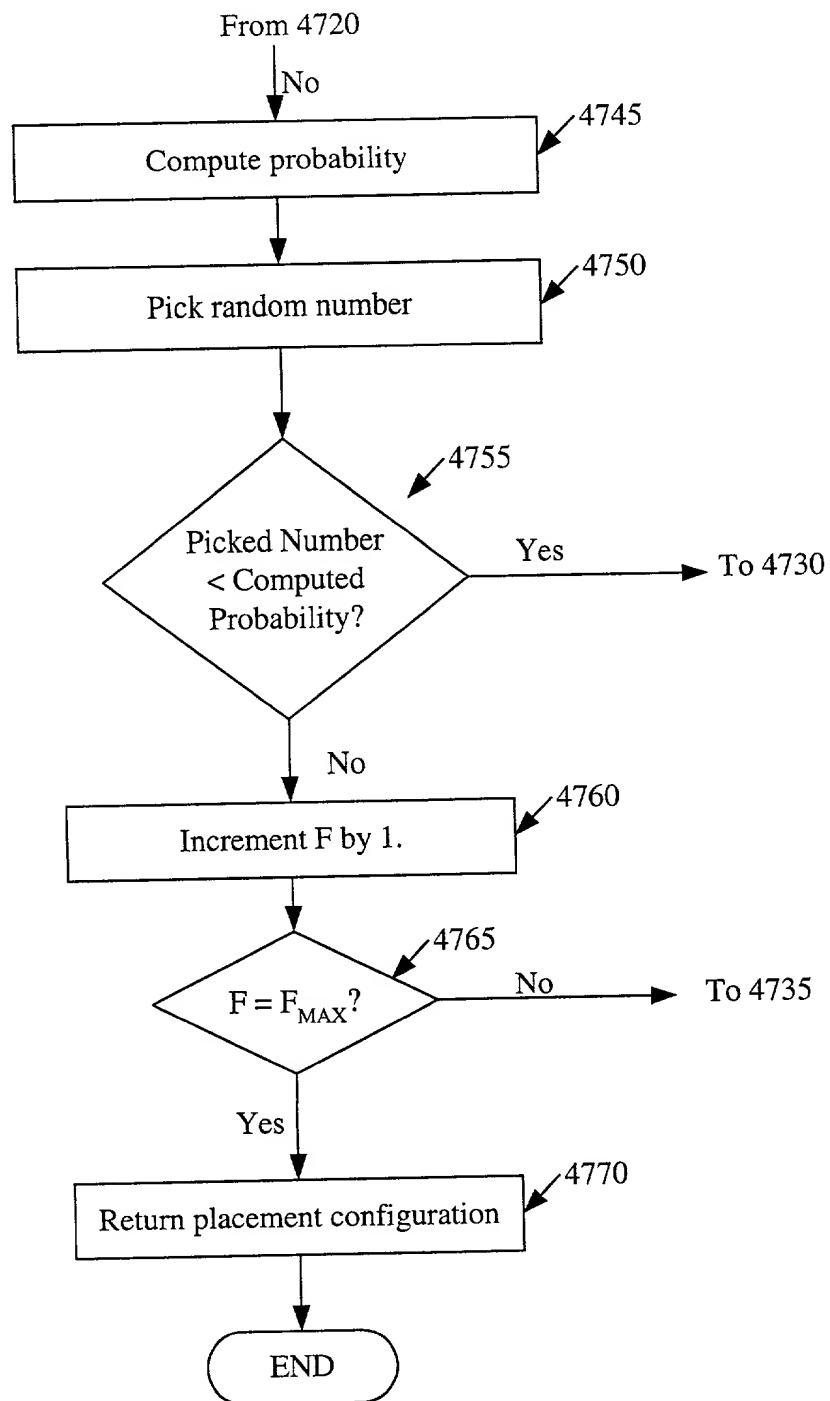 From 4720
No
4745
Compute probability
4750
Pick random number
4755
Picked Number
< Computed
Probability?
Yes
To 4730
No
4760
Increment F by 1.
4765
F = F_MAX?
No
To 4735
Yes
4770
Return placement configuration
END